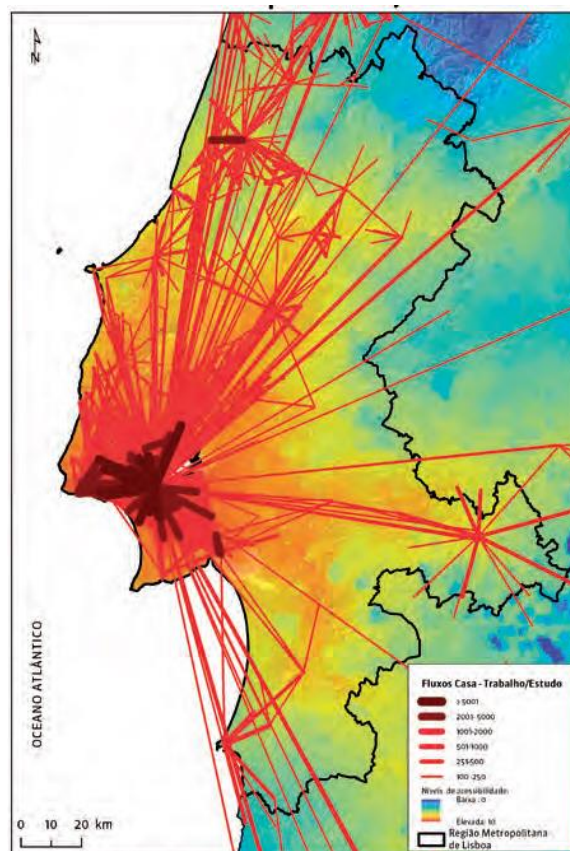 N
OCEANO ATLÂNTICO
0 10 20 km
Fluxos Casa - Trabalho/Estudo
≥5001
2001-5000
1001-2000
501-1000
251-500
100-250
Níveis de acessibilidade
Baixa : 0
Elevada: 10
Região Metropolitana
de Lisboa